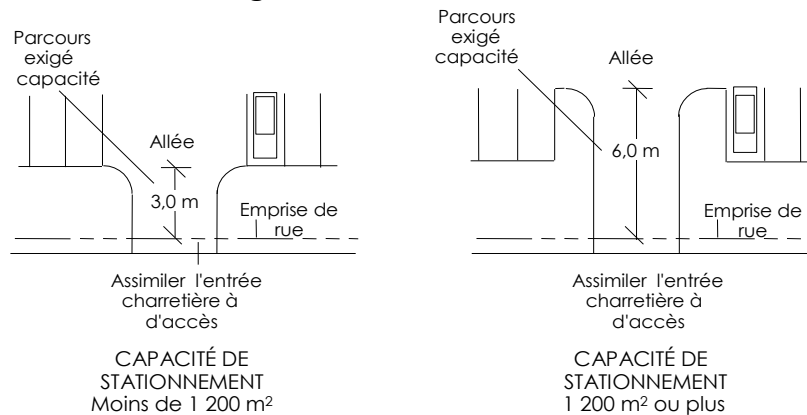 Parcours
exigé
capacité
Allée
3,0 m
Emprise de
rue
Assimiler l'entrée
charretière à
d'accès
CAPACITÉ DE
STATIONNEMENT
Moins de 1 200 m²
Parcours
exigé
capacité
Allée
6,0 m
Emprise de
rue
Assimiler l'entrée
charretière à
d'accès
CAPACITÉ DE
STATIONNEMENT
1 200 m² ou plus